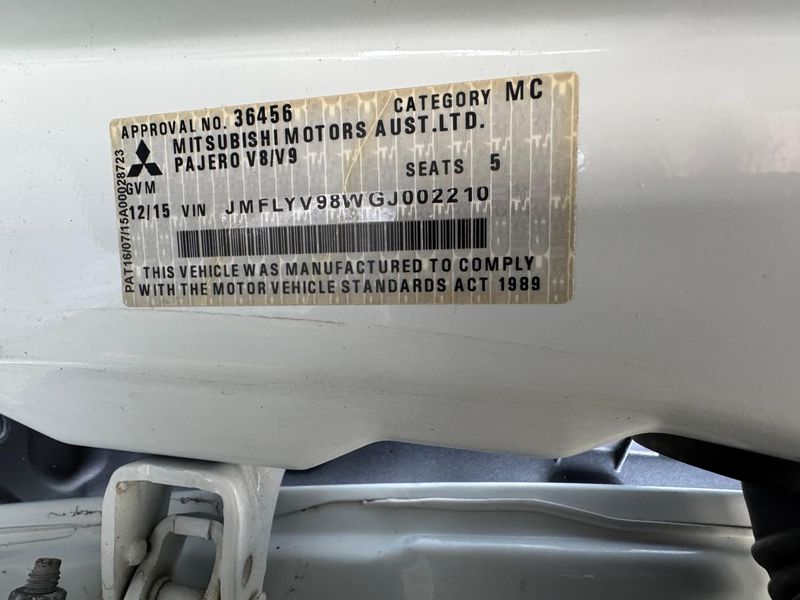 APPROVAL NO. 36456 CATEGORY MC
MITSUBISHI MOTORS AUST.LTD.
PAJERO V8/V9 SEATS 5
GVM
12/15 VIN JMFLYV98WGJ002210
THIS VEHICLE WAS MANUFACTURED TO COMPLY
WITH THE MOTOR VEHICLE STANDARDS ACT 1989
PAT16/07/15A00028723